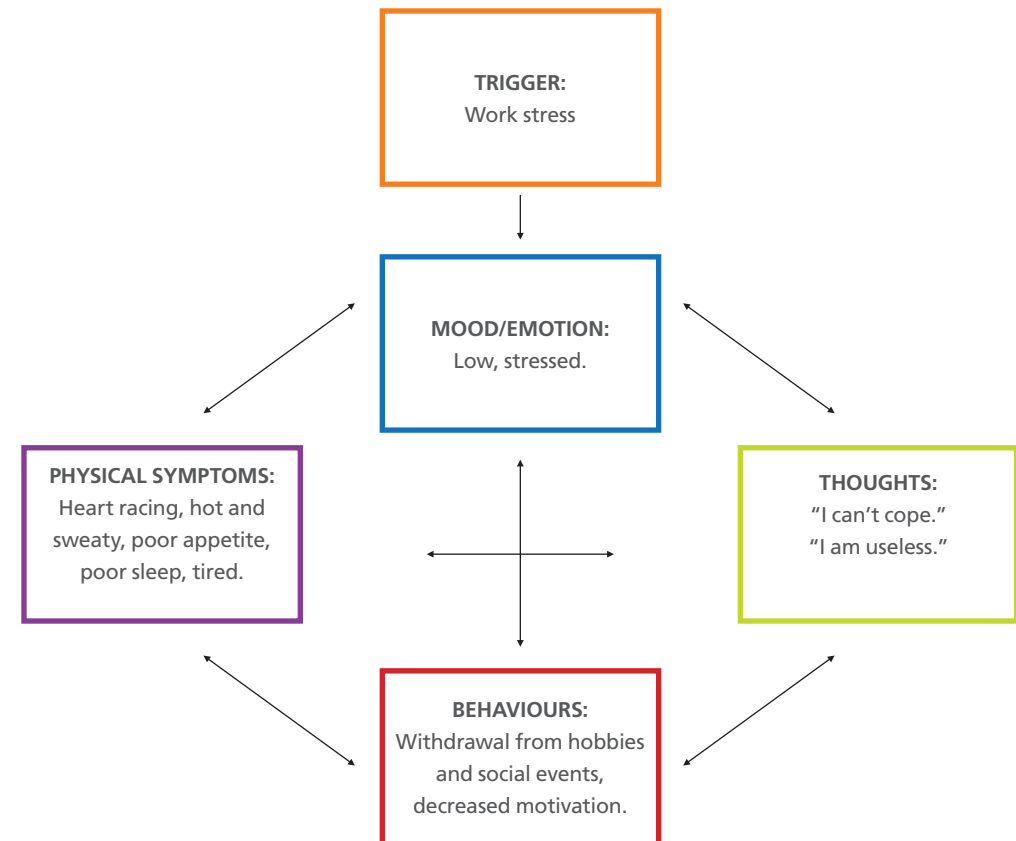 TRIGGER:
Work stress
MOOD/EMOTION:
Low, stressed.
PHYSICAL SYMPTOMS:
Heart racing, hot and
sweaty, poor appetite,
poor sleep, tired.
THOUGHTS:
“I can’t cope.”
“I am useless.”
BEHAVIOURS:
Withdrawal from hobbies
and social events,
decreased motivation.